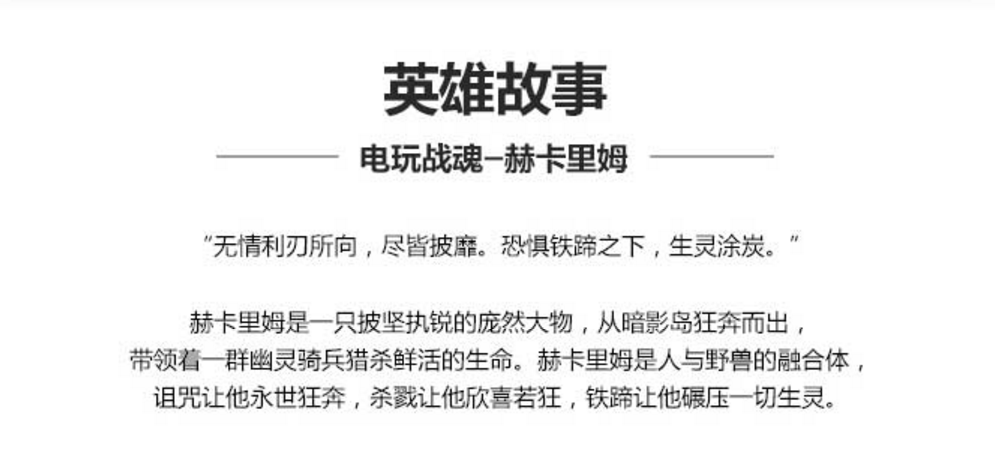 英雄故事
电玩战魂-赫卡里姆
“无情利刃所向，尽皆披靡。恐惧铁蹄之下，生灵涂炭。”
赫卡里姆是一只披坚执锐的庞然大物，从暗影岛狂奔而出，
带领着一群幽灵骑兵猎杀鲜活的生命。赫卡里姆是人与野兽的融合体，
诅咒让他永世狂奔，杀戮让他欣喜若狂，铁蹄让他碾压一切生灵。